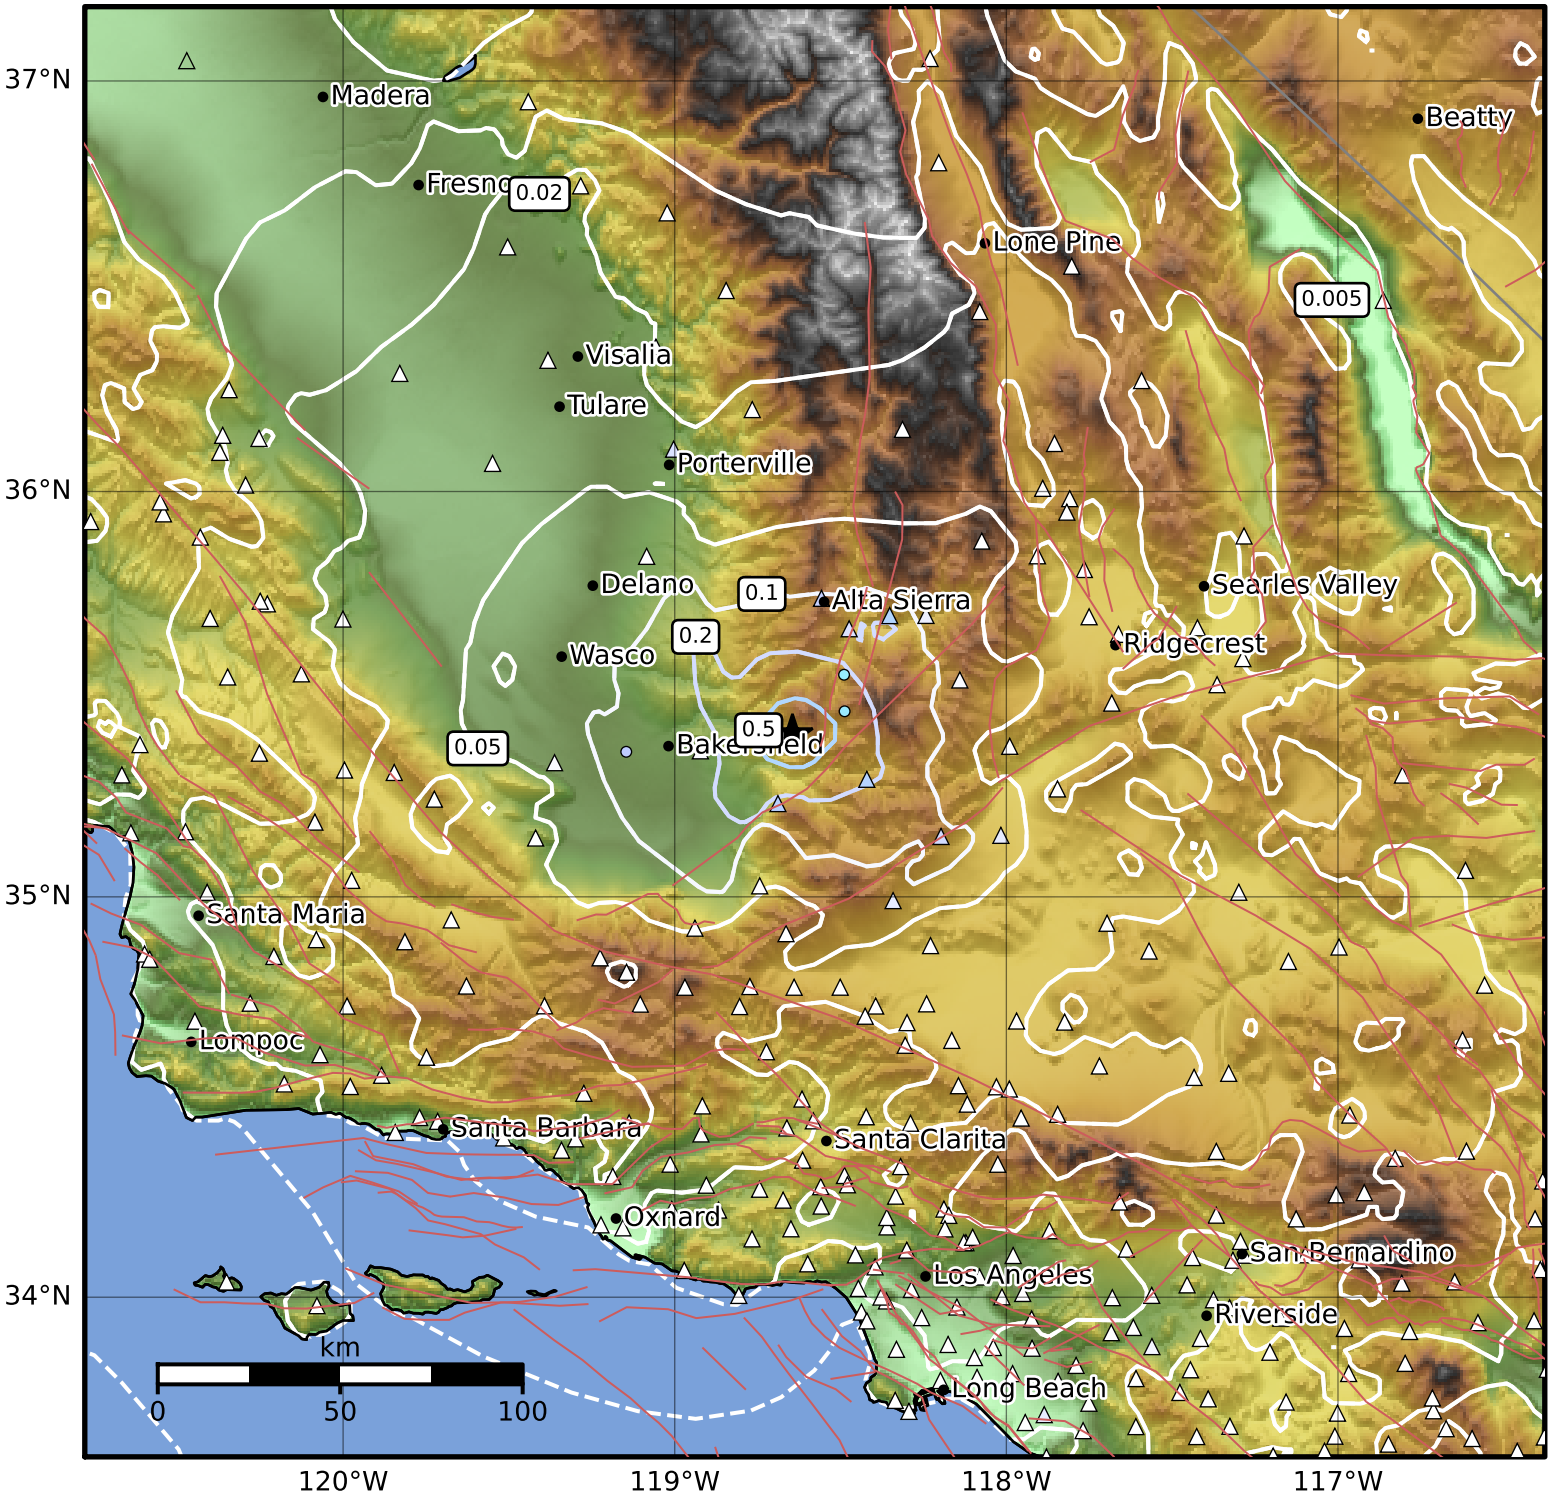 37°N
Madera
Beatty
Fresno
0.02
Lone Pine
0.005
Visalia
Tulare
Porterville
36°N
Delano
0.1
Alta Sierra
Searles Valley
0.2
Ridgecrest
Wasco
0.5
Bakersfield
0.05
35°N
Santa Maria
Lompoc
Santa Barbara
Santa Clarita
Oxnard
San Bernardino
Los Angeles
34°N
Riverside
km
Long Beach
0 50 100
120°W 119°W 118°W 117°W